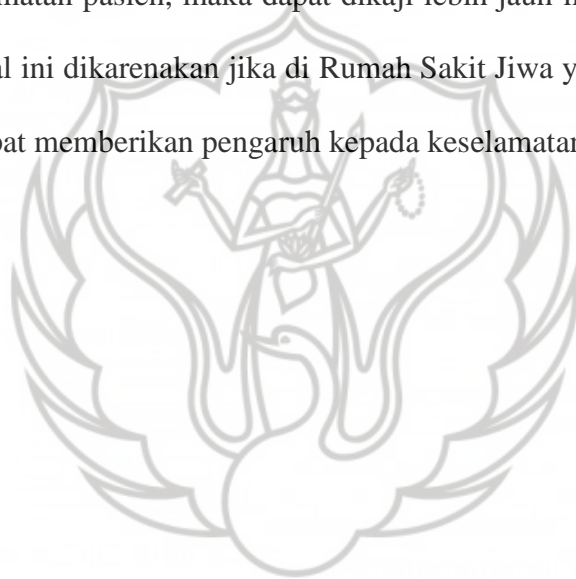 pasien, maka dapat dikaji lebih jauh
ini dikarenakan jika di Rumah Sakit Jiwa
memberikan pengaruh kepada keselamatan